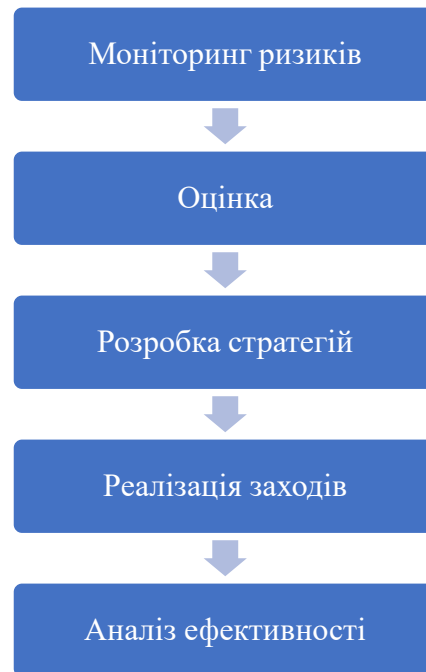 Моніторинг ризиків
Оцінка
Розробка стратегій
Реалізація заходів
Аналіз ефективності